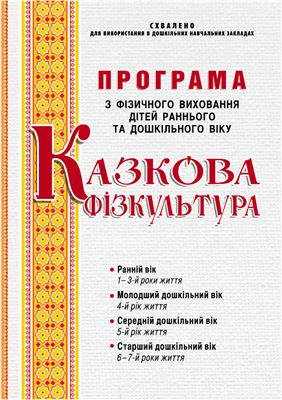 СХВАЛЕНО
ДЛЯ ВИКОРИСТАННЯ В ДОШКІЛЬНИХ НАВЧАЛЬНИХ ЗАКЛАДАХ
ПРОГРАМА
З ФІЗИЧНОГО ВИХОВАННЯ
ДІТЕЙ РАННЬОГО
ТА ДОШКІЛЬНОГО ВІКУ
КАЗКОВА
ФІЗКУЛЬТУРА
• Ранній вік
1–3-й роки життя
• Молодший дошкільний вік
4-й рік життя
• Середній дошкільний вік
5-й рік життя
• Старший дошкільний вік
6–7-й роки життя